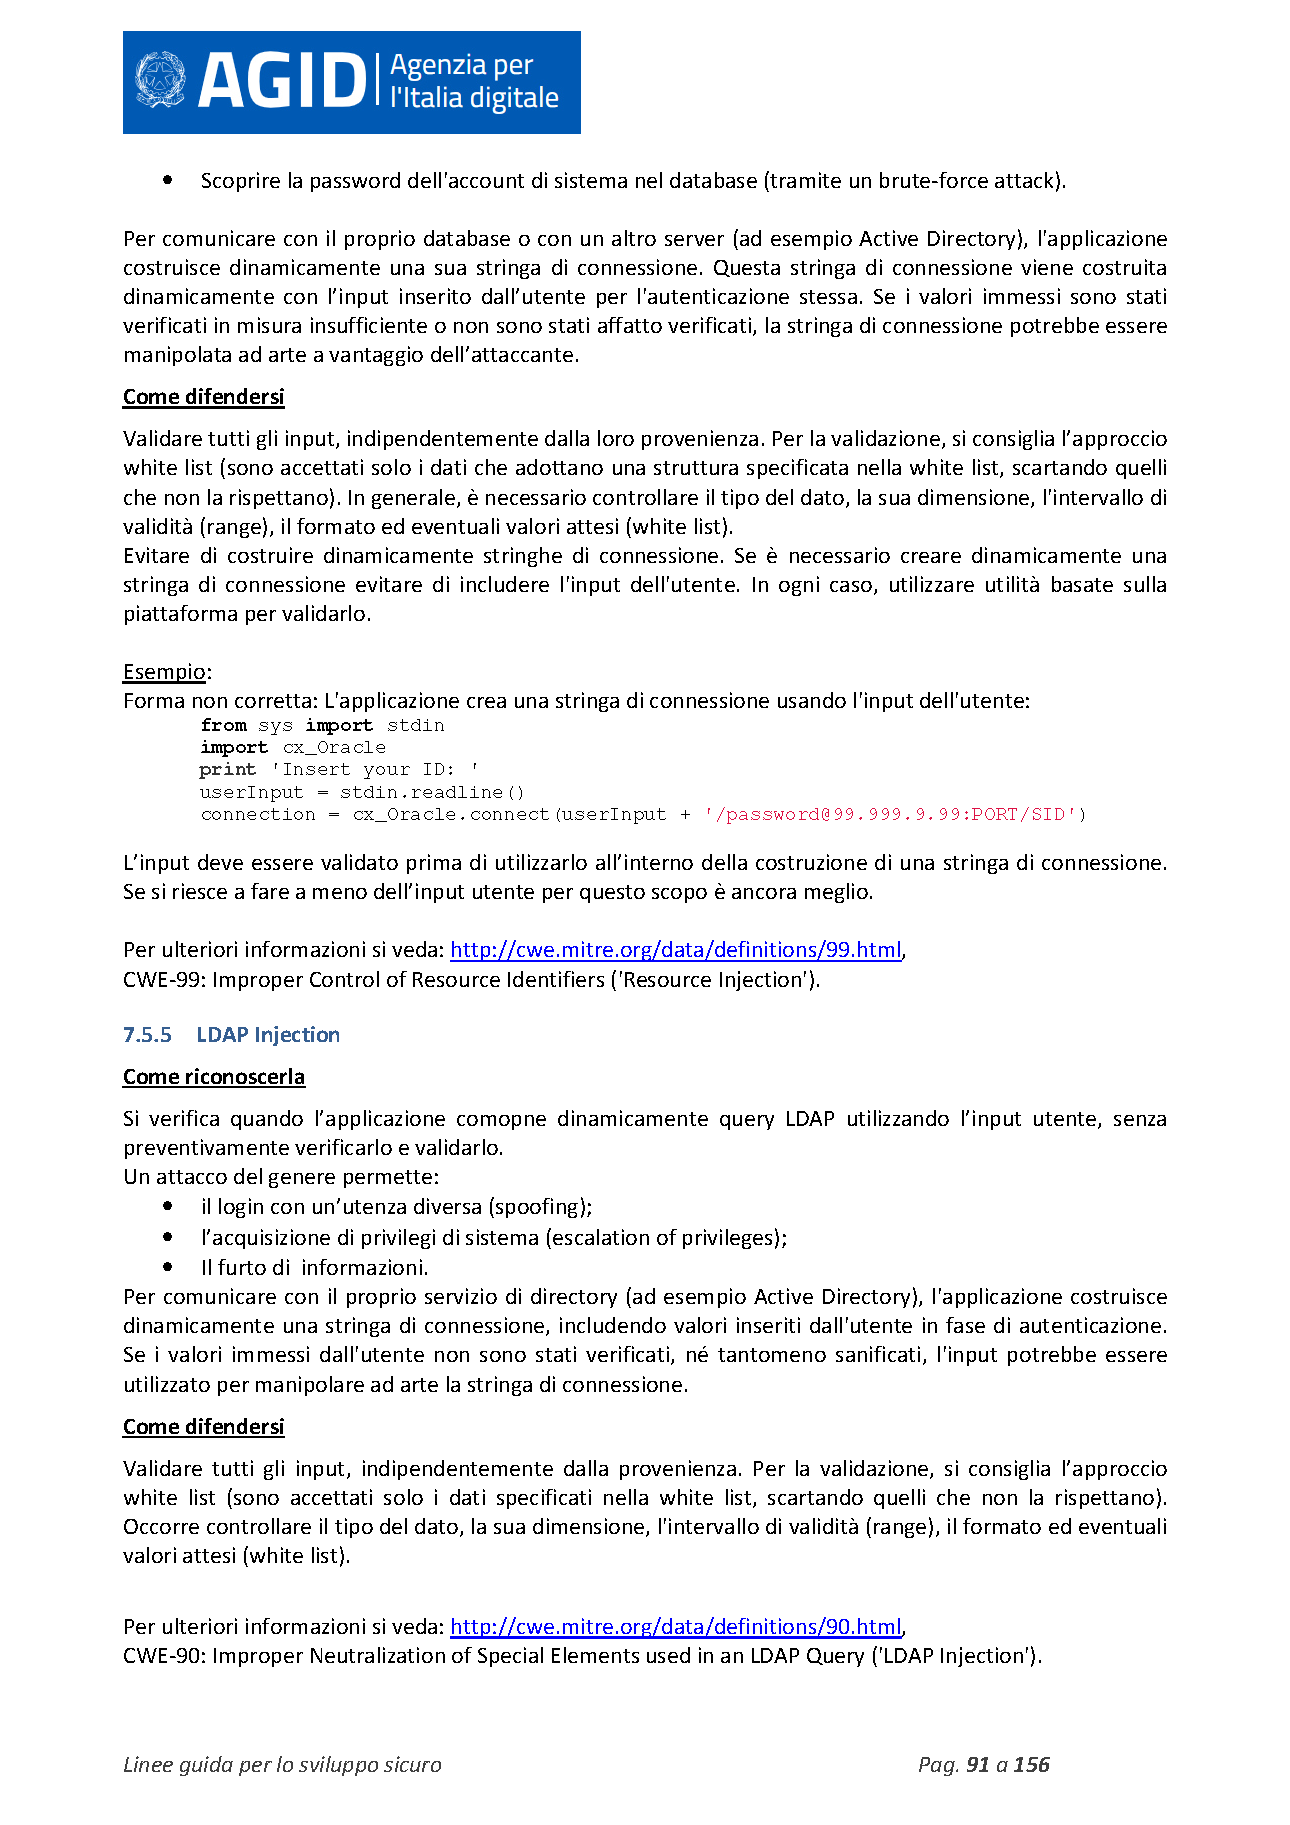 AGID Agenzia per
l'Italia digitale
• Scoprire la password dell'account di sistema nel database (tramite un brute-force attack).
Per comunicare con il proprio database o con un altro server (ad esempio Active Directory), l'applicazione
costruisce dinamicamente una sua stringa di connessione. Questa stringa di connessione viene costruita
dinamicamente con l’input inserito dall’utente per l'autenticazione stessa. Se i valori immessi sono stati
verificati in misura insufficiente o non sono stati affatto verificati, la stringa di connessione potrebbe essere
manipolata ad arte a vantaggio dell’attaccante.
Come difendersi
Validare tutti gli input, indipendentemente dalla loro provenienza. Per la validazione, si consiglia l’approccio
white list (sono accettati solo i dati che adottano una struttura specificata nella white list, scartando quelli
che non la rispettano). In generale, è necessario controllare il tipo del dato, la sua dimensione, l'intervallo di
validità (range), il formato ed eventuali valori attesi (white list).
Evitare di costruire dinamicamente stringhe di connessione. Se è necessario creare dinamicamente una
stringa di connessione evitare di includere l'input dell'utente. In ogni caso, utilizzare utilità basate sulla
piattaforma per validarlo.
Esempio:
Forma non corretta: L'applicazione crea una stringa di connessione usando l'input dell'utente:
from sys import stdin
import cx_Oracle
print 'Insert your ID: '
userInput = stdin.readline()
connection = cx_Oracle.connect(userInput + '/password@99.999.9.99:PORT/SID')
L’input deve essere validato prima di utilizzarlo all’interno della costruzione di una stringa di connessione.
Se si riesce a fare a meno dell’input utente per questo scopo è ancora meglio.
Per ulteriori informazioni si veda: http://cwe.mitre.org/data/definitions/99.html,
CWE-99: Improper Control of Resource Identifiers ('Resource Injection').
7.5.5 LDAP Injection
Come riconoscerla
Si verifica quando l’applicazione comopne dinamicamente query LDAP utilizzando l’input utente, senza
preventivamente verificarlo e validarlo.
Un attacco del genere permette:
• il login con un’utenza diversa (spoofing);
• l’acquisizione di privilegi di sistema (escalation of privileges);
• Il furto di  informazioni.
Per comunicare con il proprio servizio di directory (ad esempio Active Directory), l'applicazione costruisce
dinamicamente una stringa di connessione, includendo valori inseriti dall'utente in fase di autenticazione.
Se i valori immessi dall'utente non sono stati verificati, né tantomeno sanificati, l'input potrebbe essere
utilizzato per manipolare ad arte la stringa di connessione.
Come difendersi
Validare tutti gli input, indipendentemente dalla provenienza. Per la validazione, si consiglia l’approccio
white list (sono accettati solo i dati specificati nella white list, scartando quelli che non la rispettano).
Occorre controllare il tipo del dato, la sua dimensione, l'intervallo di validità (range), il formato ed eventuali
valori attesi (white list).
Per ulteriori informazioni si veda: http://cwe.mitre.org/data/definitions/90.html,
CWE-90: Improper Neutralization of Special Elements used in an LDAP Query ('LDAP Injection').
Linee guida per lo sviluppo sicuro Pag. 91 a 156